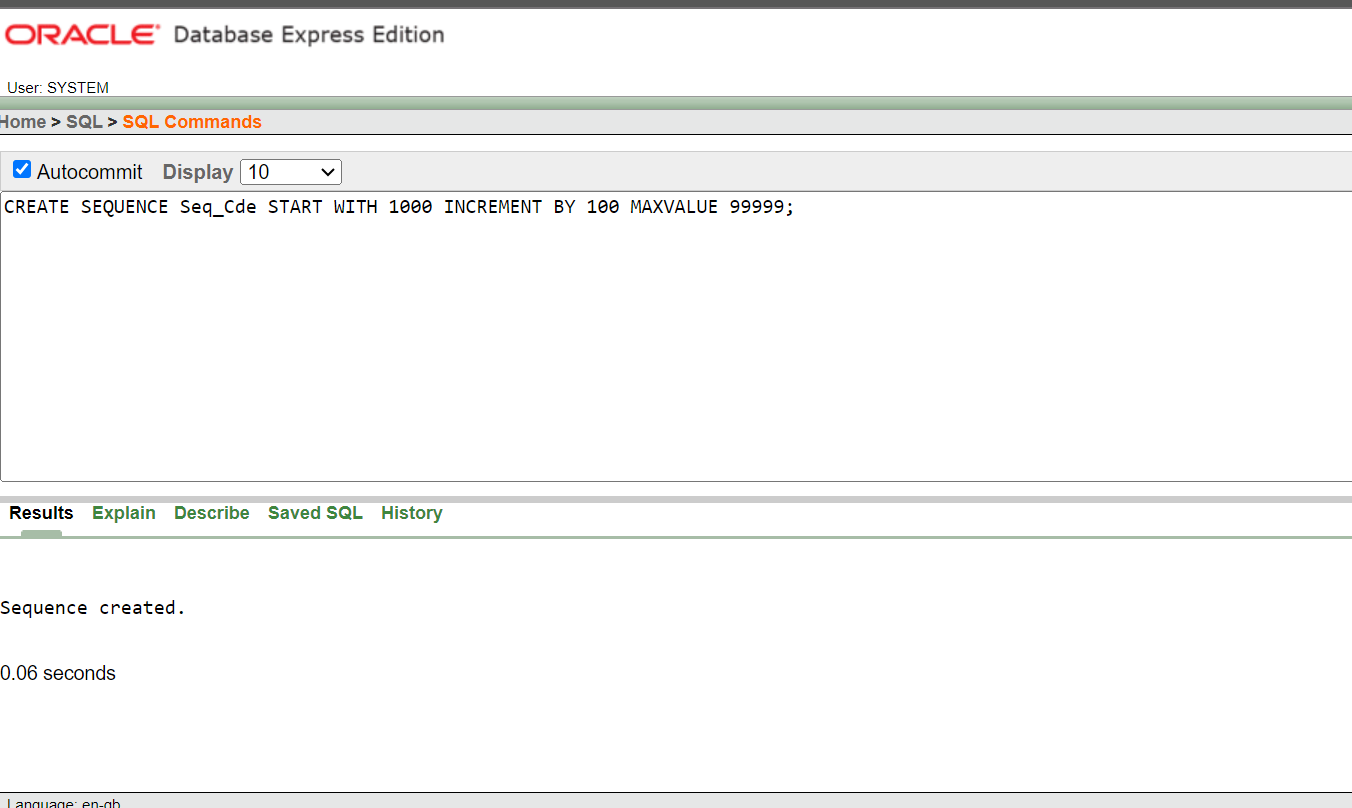 ORACLE Database Express Edition
User: SYSTEM
Home > SQL > SQL Commands
Autocommit Display 10
CREATE SEQUENCE Seq_Cde START WITH 1000 INCREMENT BY 100 MAXVALUE 99999;
Results Explain Describe Saved SQL History
Sequence created.
0.06 seconds
Language: en-gb